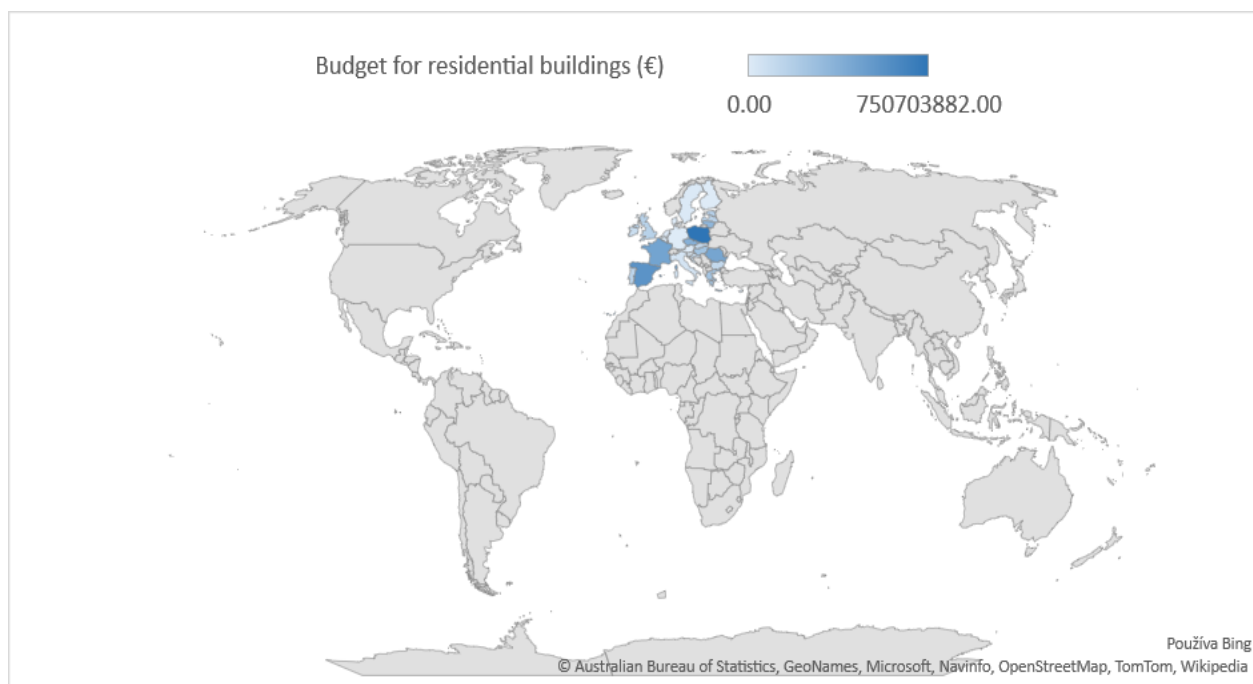 Budget for residential buildings (€)
0.00 750703882.00
Používa Bing
© Australian Bureau of Statistics, GeoNames, Microsoft, Navinfo, OpenStreetMap, TomTom, Wikipedia